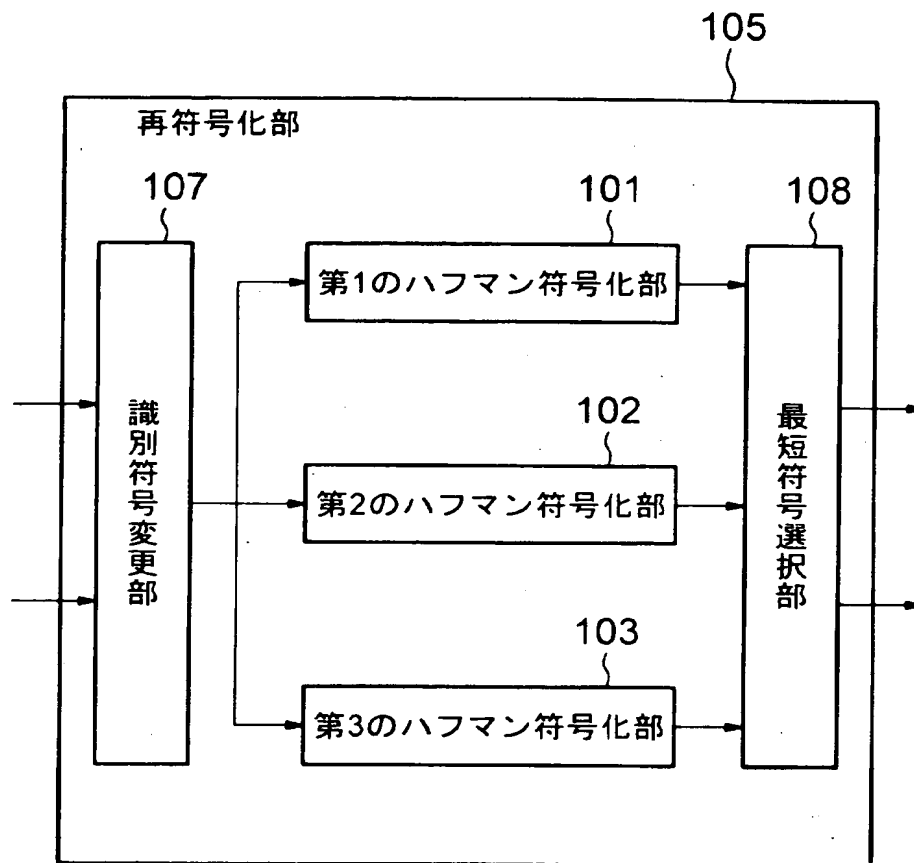 105
再符号化部
107
101
108
第1のハフマン符号化部
識別符号変更部
102
最短符号選択部
第2のハフマン符号化部
103
第3のハフマン符号化部